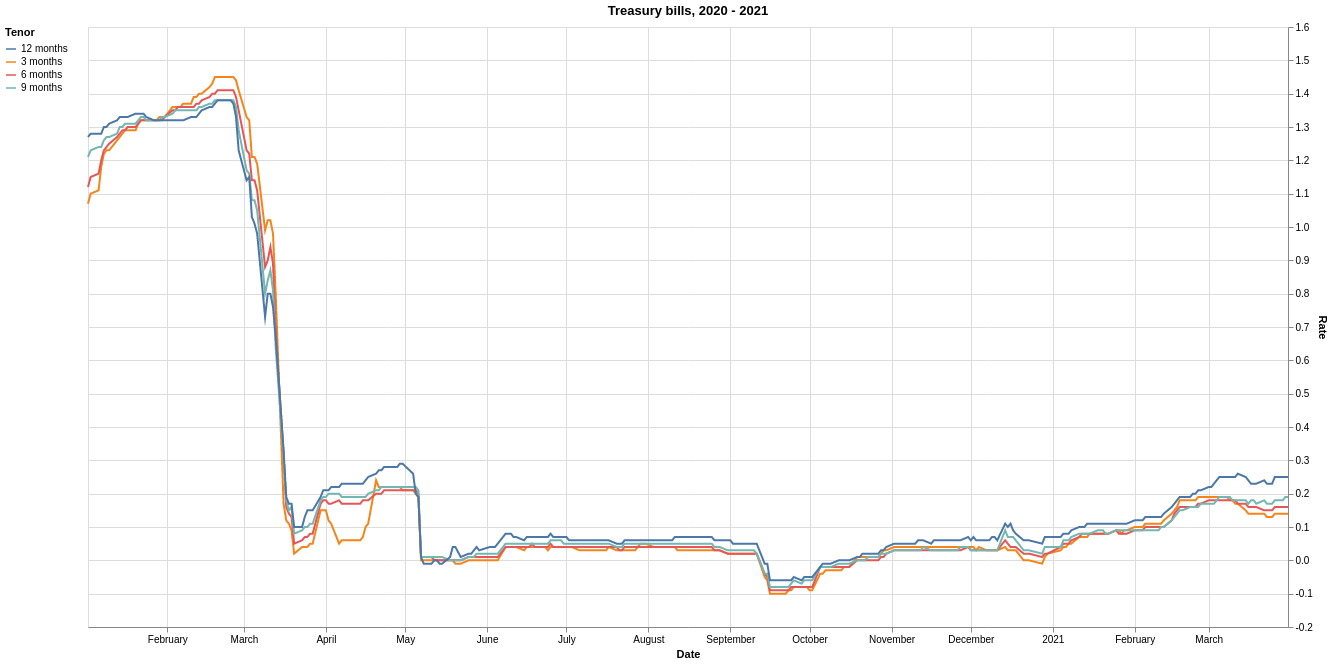 Treasury bills, 2020 - 2021
Tenor
12 months
3 months
6 months
9 months
1.6
1.5
1.4
1.3
1.2
1.1
1.0
0.9
0.8
0.7
0.6
0.5
0.4
0.3
0.2
0.1
0.0
-0.1
-0.2
Rate
February March April May June July August September October November December 2021 February March
Date